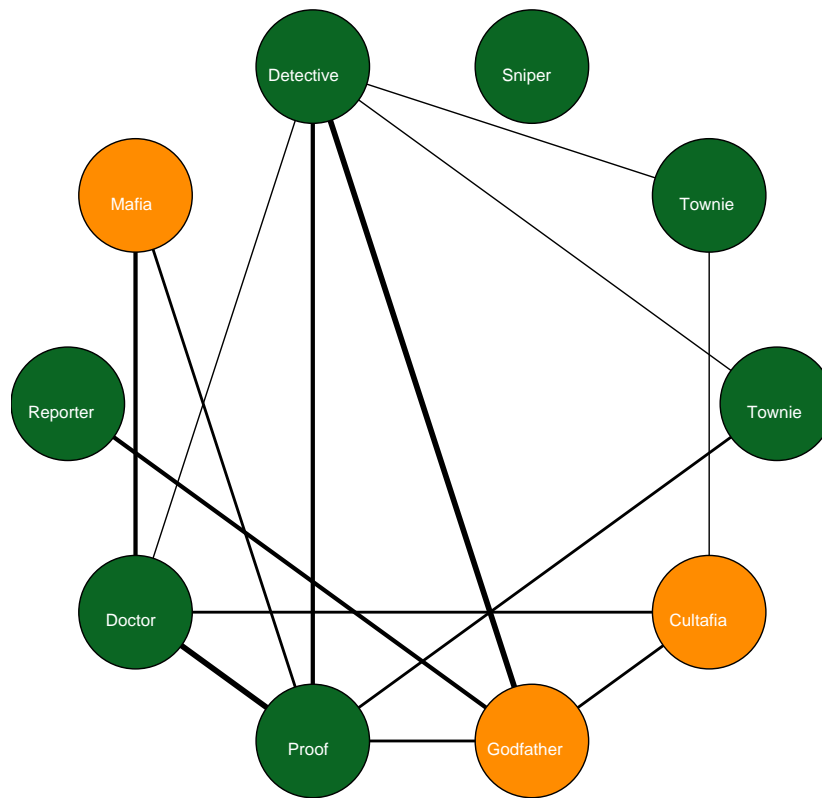 Detective
Sniper
Mafia
Townie
Reporter
Townie
Doctor
Cultafia
Proof
Godfather